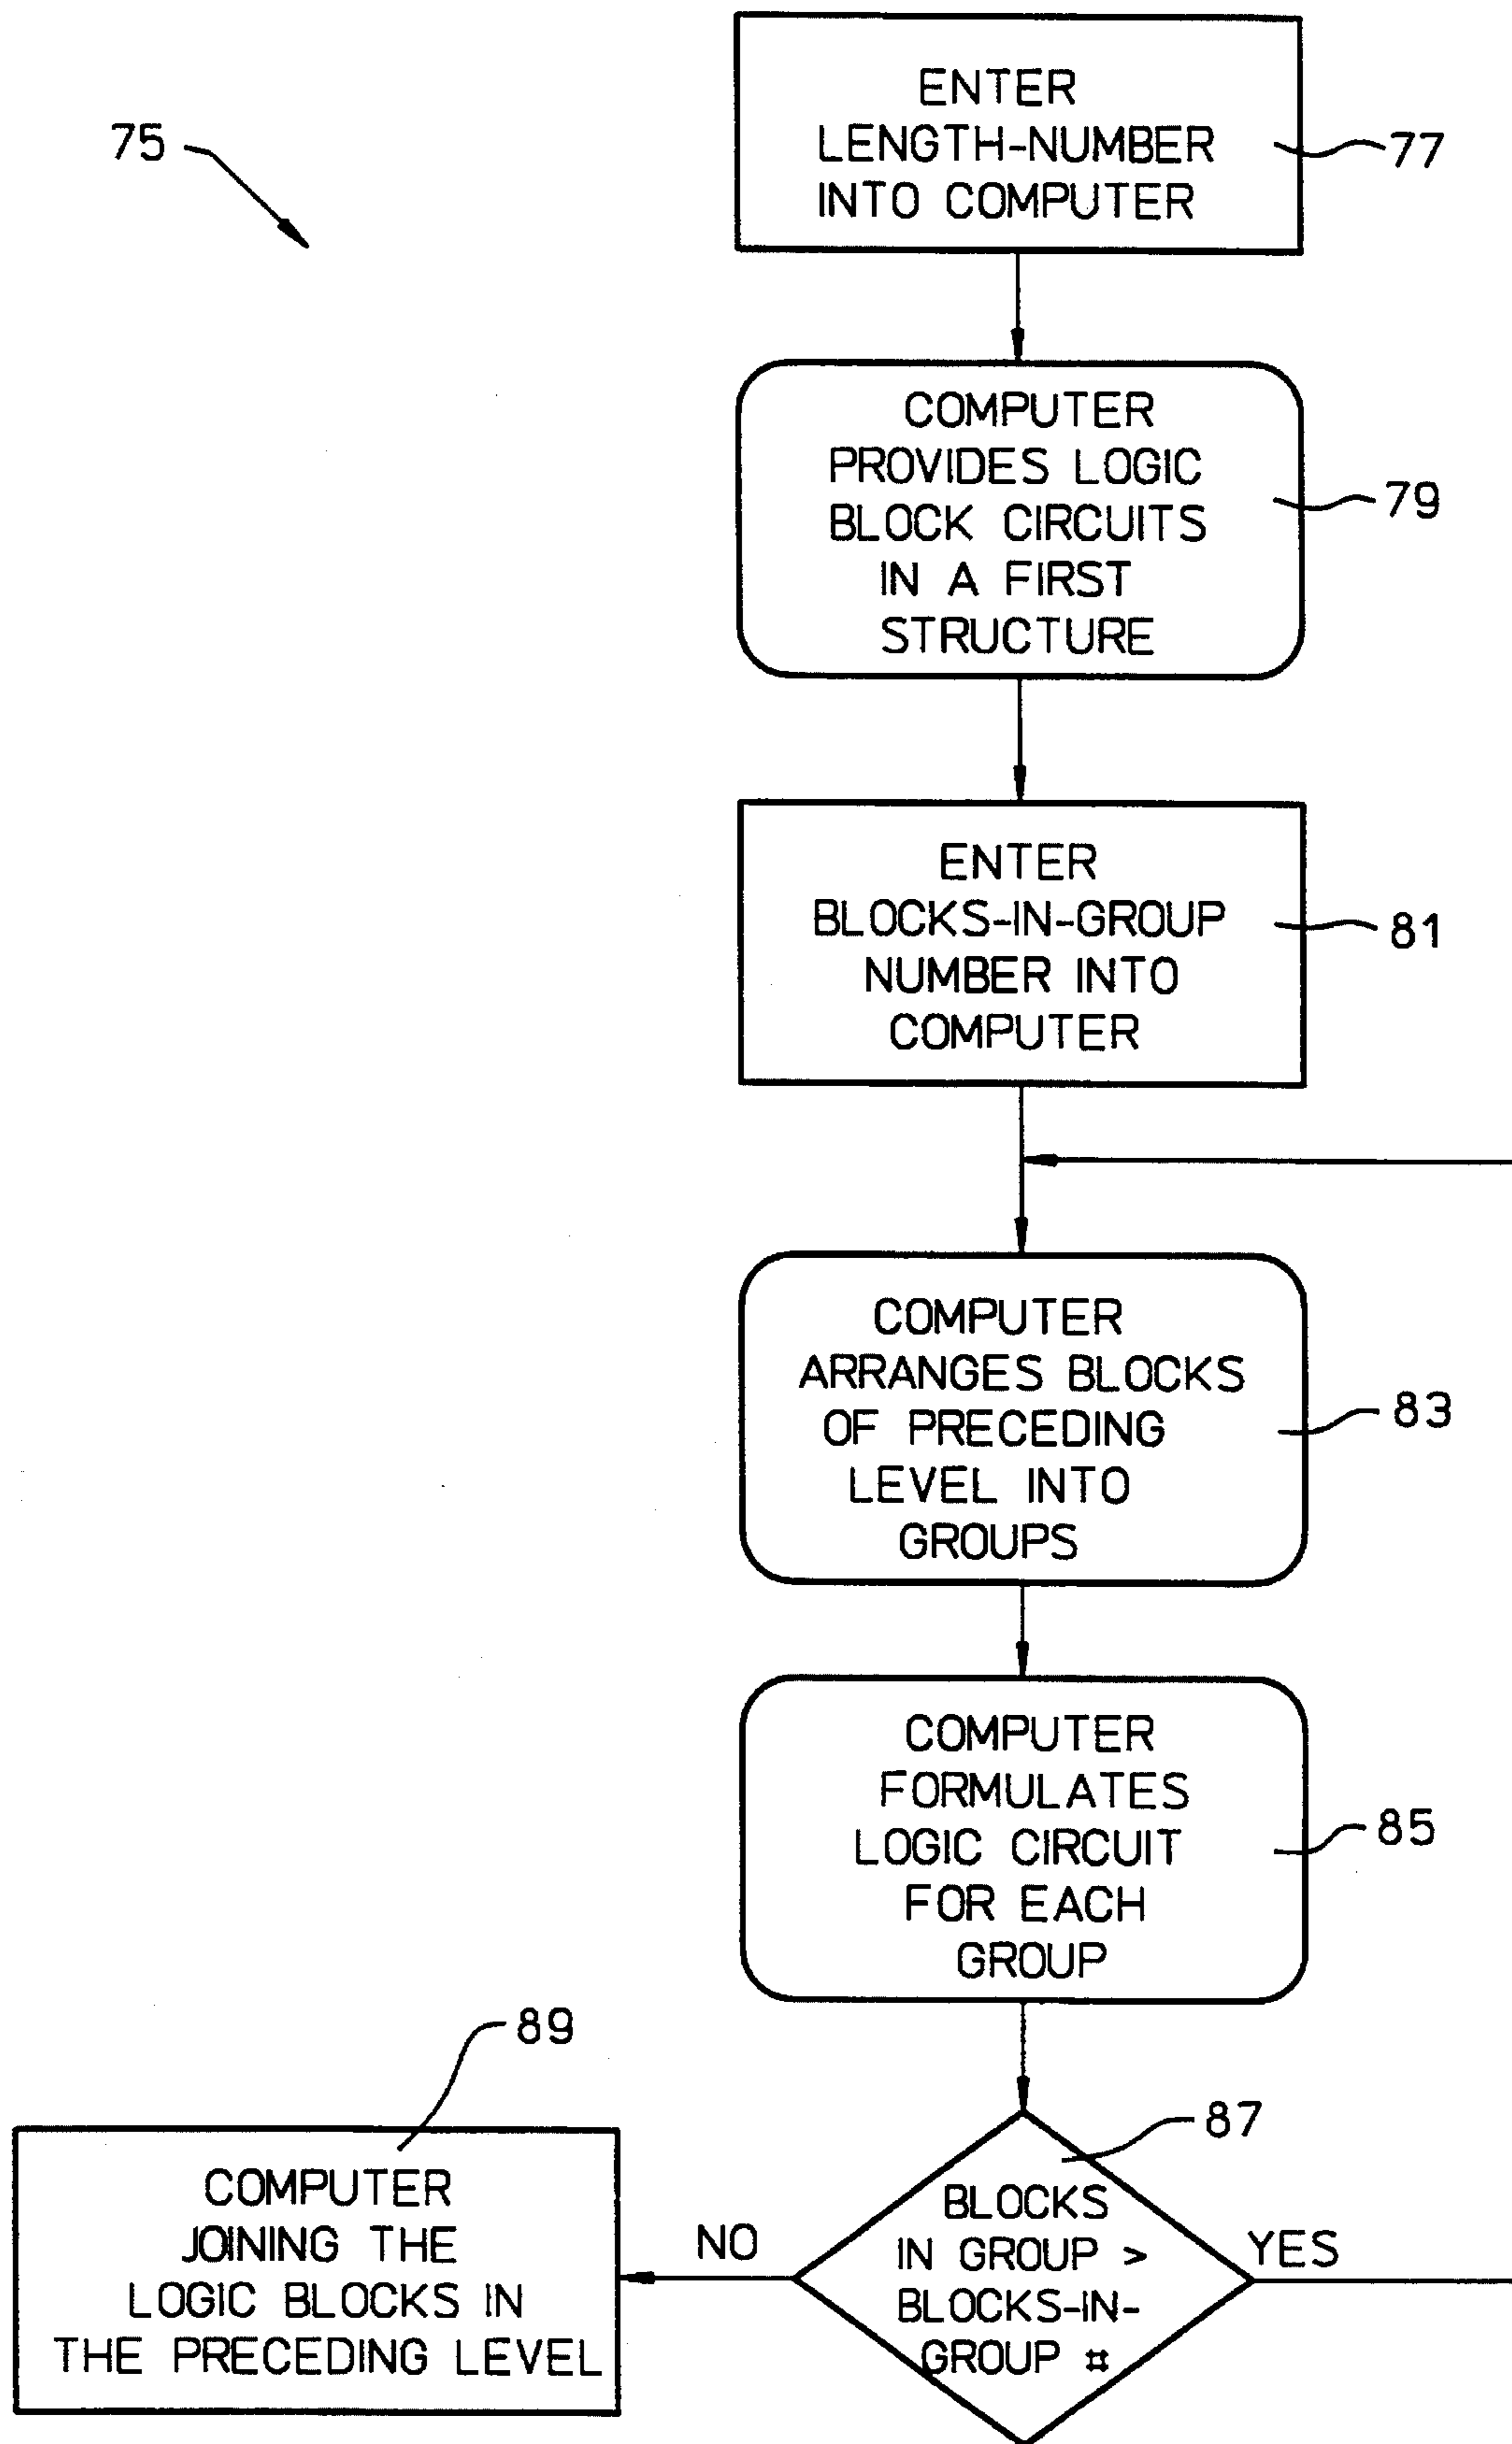 75
ENTER
LENGTH-NUMBER
INTO COMPUTER
77
COMPUTER
PROVIDES LOGIC
BLOCK CIRCUITS
IN A FIRST
STRUCTURE
79
ENTER
BLOCKS-IN-GROUP
NUMBER INTO
COMPUTER
81
COMPUTER
ARRANGES BLOCKS
OF PRECEDING
LEVEL INTO
GROUPS
83
COMPUTER
FORMULATES
LOGIC CIRCUIT
FOR EACH
GROUP
85
87
BLOCKS
IN GROUP >
BLOCKS-IN-
GROUP #
YES
NO
89
COMPUTER
JOINING THE
LOGIC BLOCKS IN
THE PRECEDING LEVEL